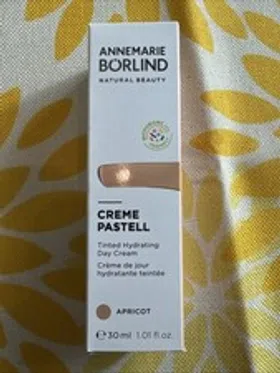 ANNEMARIE
BÖRLIND
NATURAL BEAUTY
CREME
PASTELL
Tinted Hydrating
Day Cream
Crème de jour
hydratante teintée
APRICOT
℮ 30 ml 1.01 fl.oz.